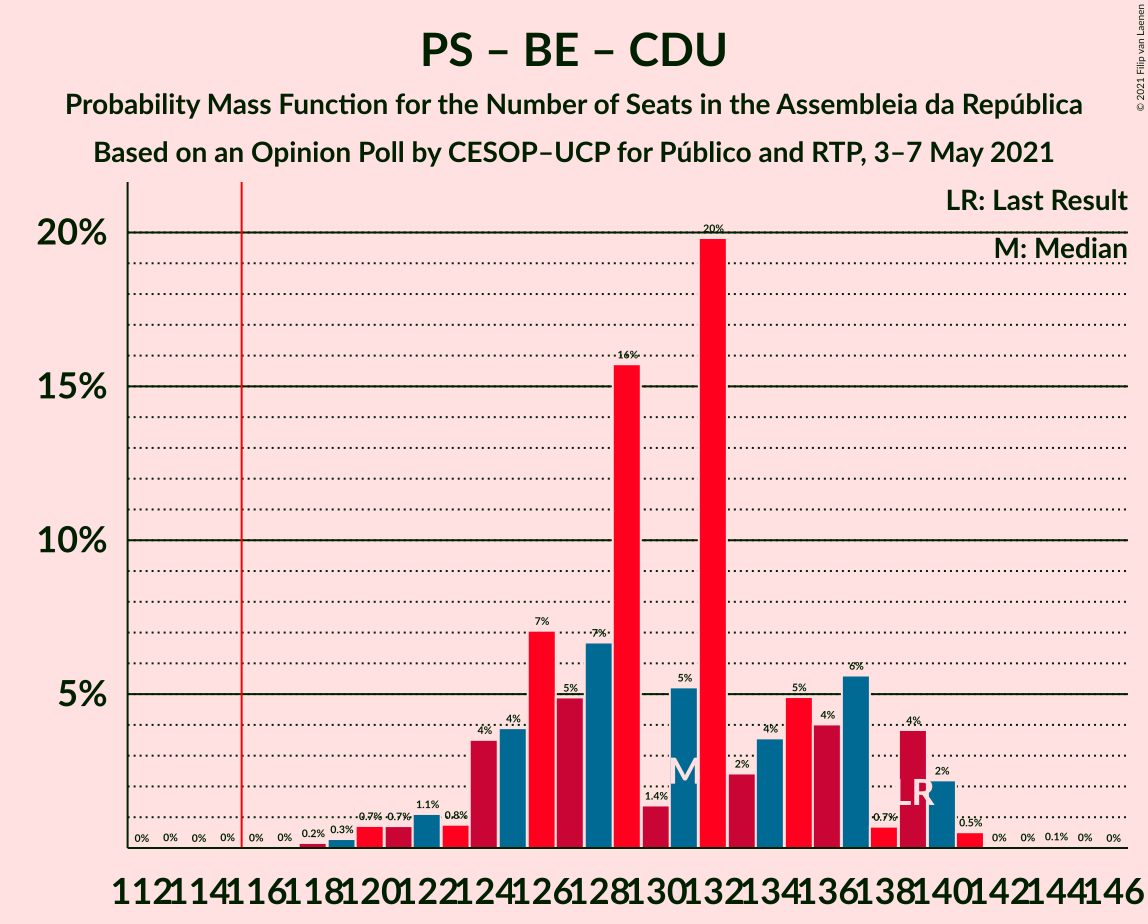 PS – BE – CDU
Probability Mass Function for the Number of Seats in the Assembleia da República
Based on an Opinion Poll by CESOP–UCP for Público and RTP, 3–7 May 2021
© 2021 Filip van Laenen
LR: Last Result
M: Median
20%
15%
10%
5%
0% 0% 0% 0% 0% 0% 0.2% 0.3% 0.7% 0.7% 1.1% 0.8% 4% 4% 7% 5% 7% 16% 1.4% 5% 20% 2% 4% 5% 4% 6% 0.7% 4% 2% 0.5% 0% 0% 0.1% 0% 0%
M
LR
112 114 116 118 120 122 124 126 128 130 132 134 136 138 140 142 144 146